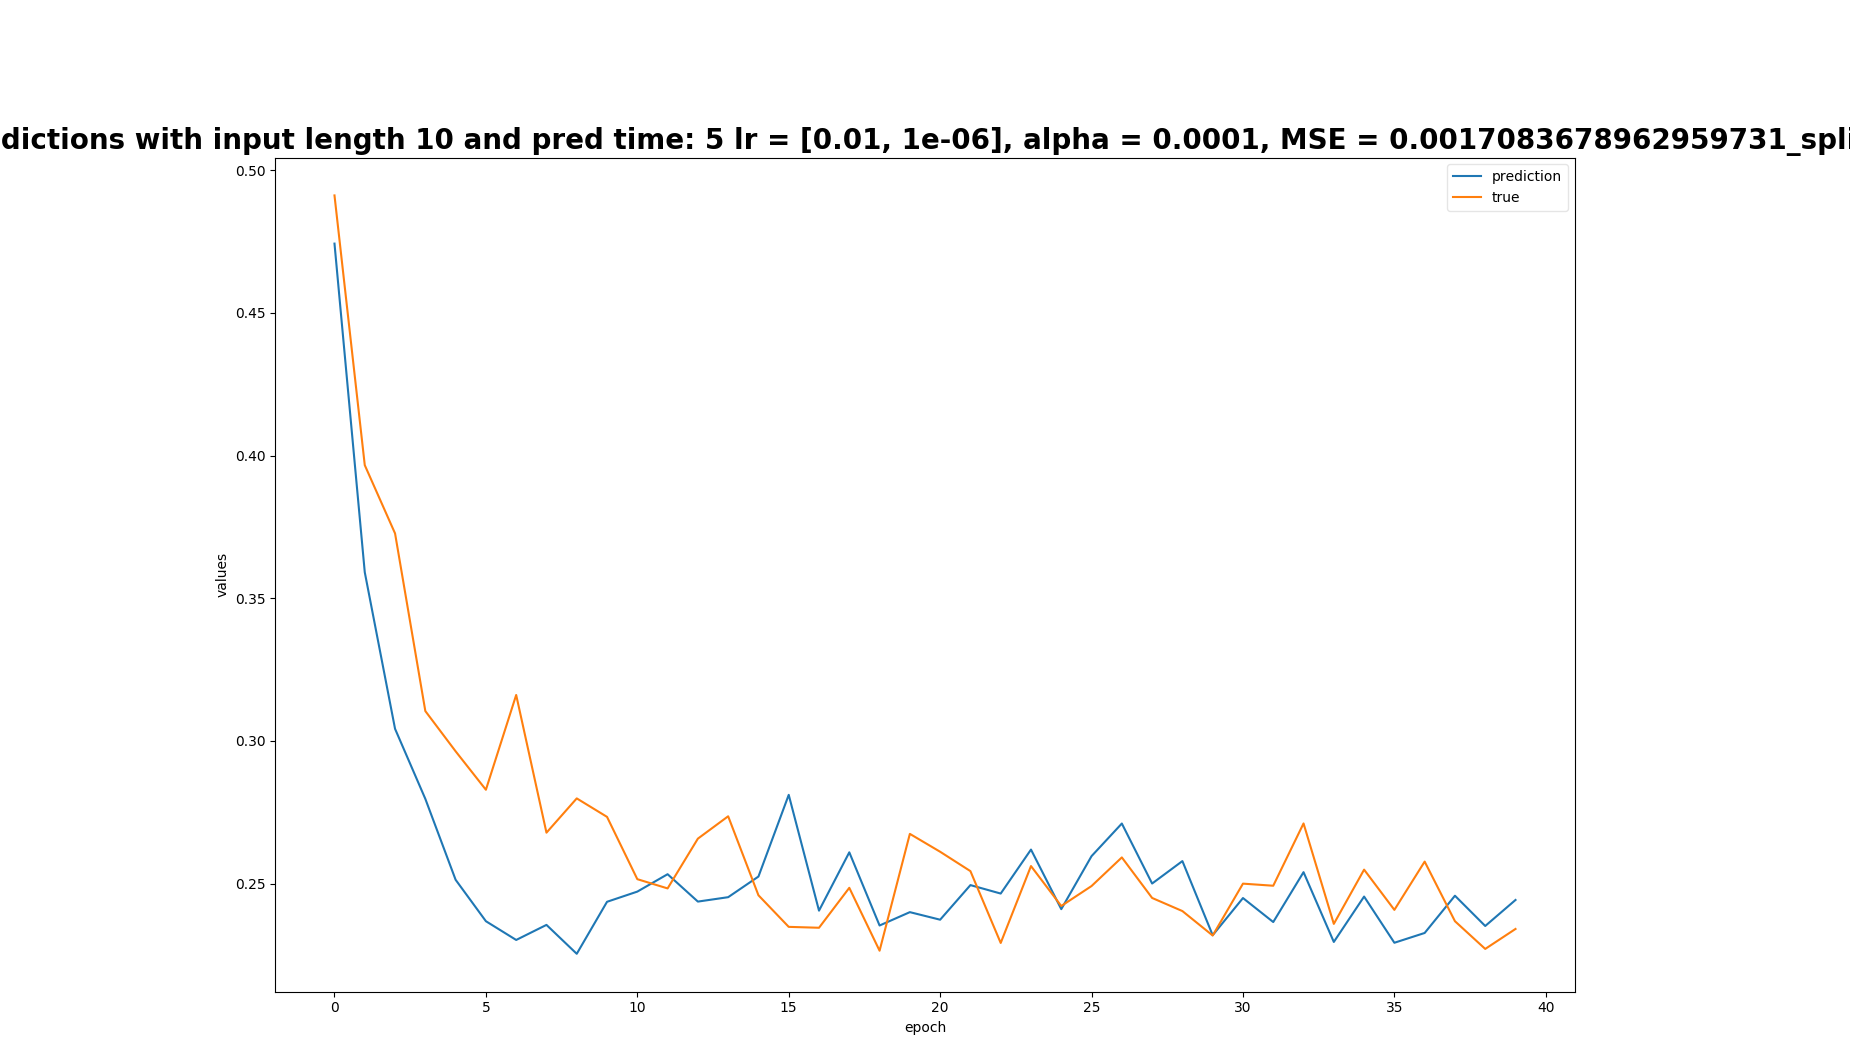 dictions with input length 10 and pred time: 5 lr = [0.01, 1e-06], alpha = 0.0001, MSE = 0.0017083678962959731_spli
prediction
true
0.50
0.45
0.40
0.35
0.30
0.25
values
0 5 10 15 20 25 30 35 40
epoch